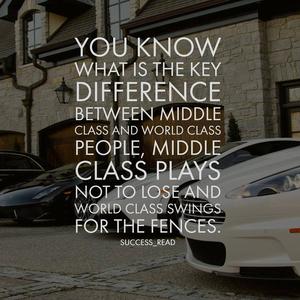 YOU KNOW
WHAT IS THE KEY
DIFFERENCE
BETWEEN MIDDLE
CLASS AND WORLD CLASS
PEOPLE, MIDDLE
CLASS PLAYS
NOT TO LOSE AND
WORLD CLASS SWINGS
FOR THE FENCES.
SUCCESS_READ